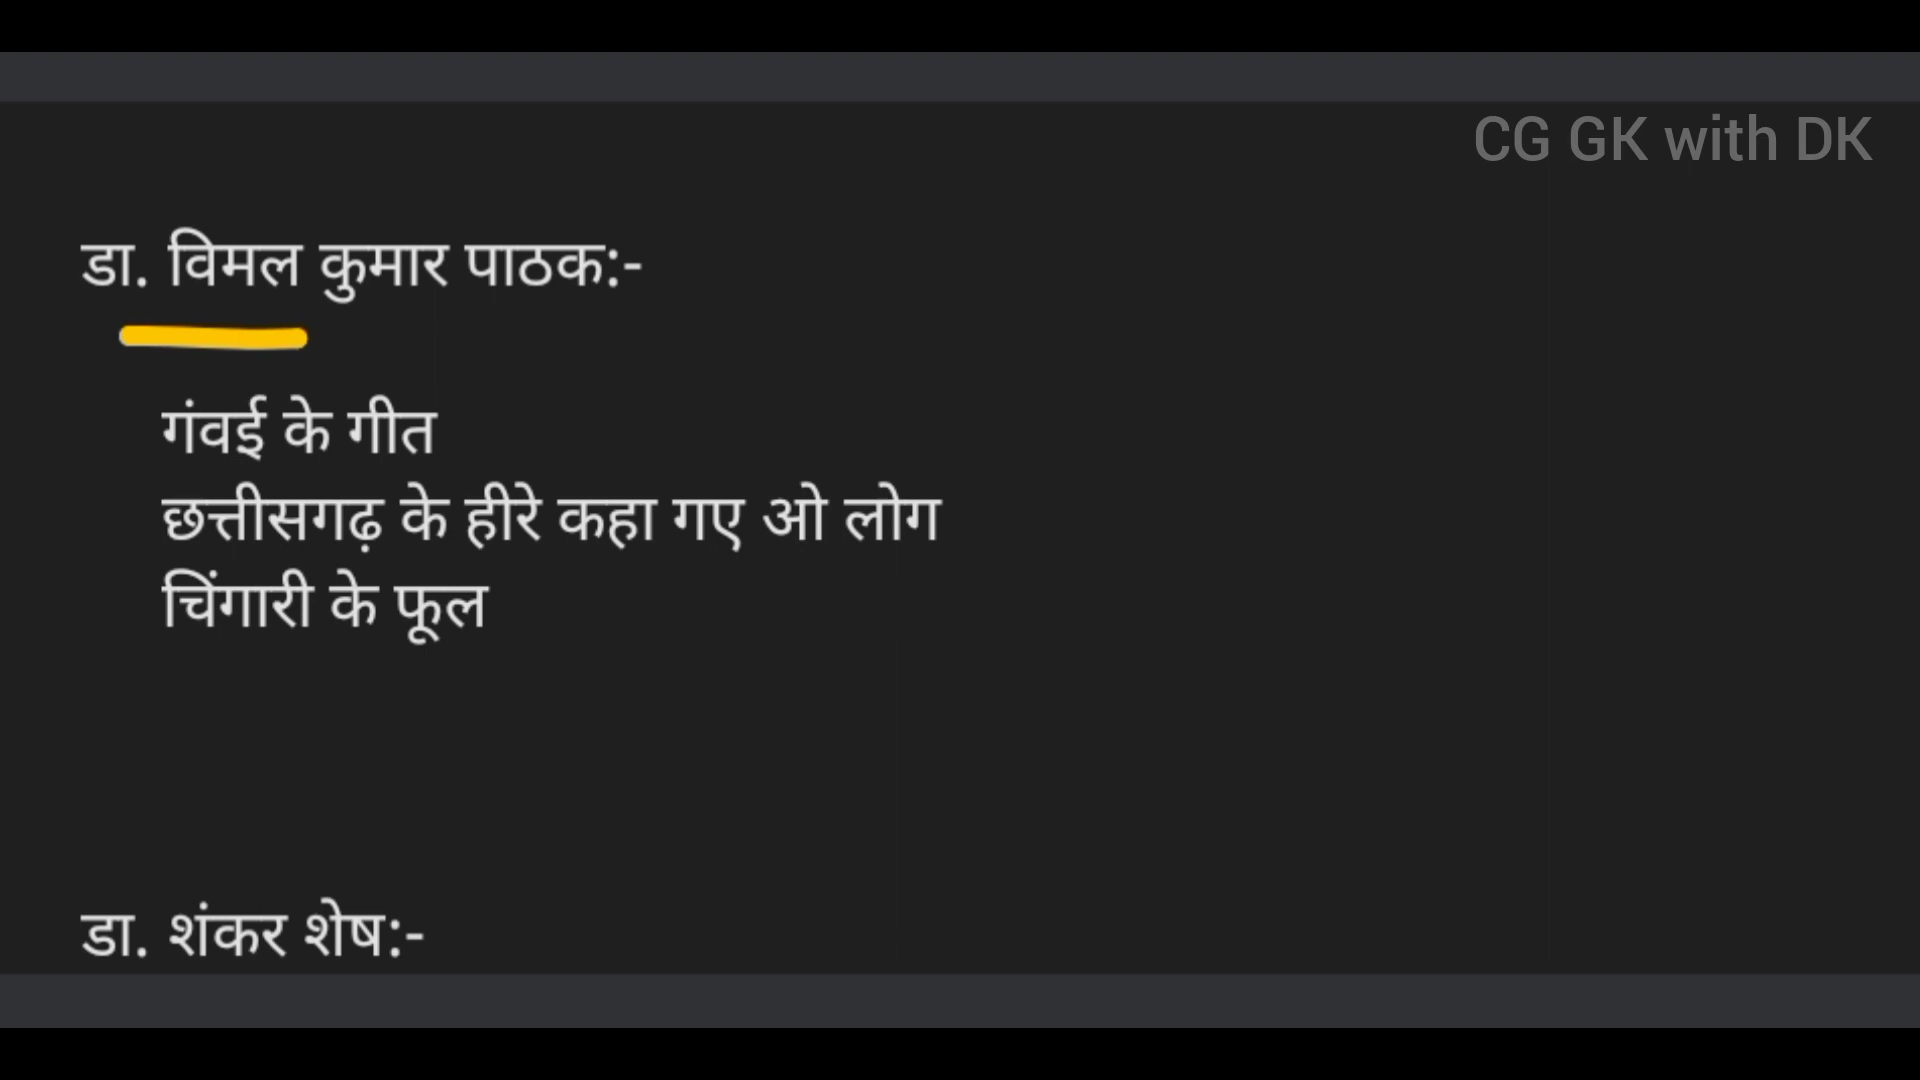 CG GK with DK
डा. विमल कुमार पाठक:-
गंवई के गीत
छत्तीसगढ़ के हीरे कहा गए ओ लोग
चिंगारी के फूल
डा. शंकर शेष:-